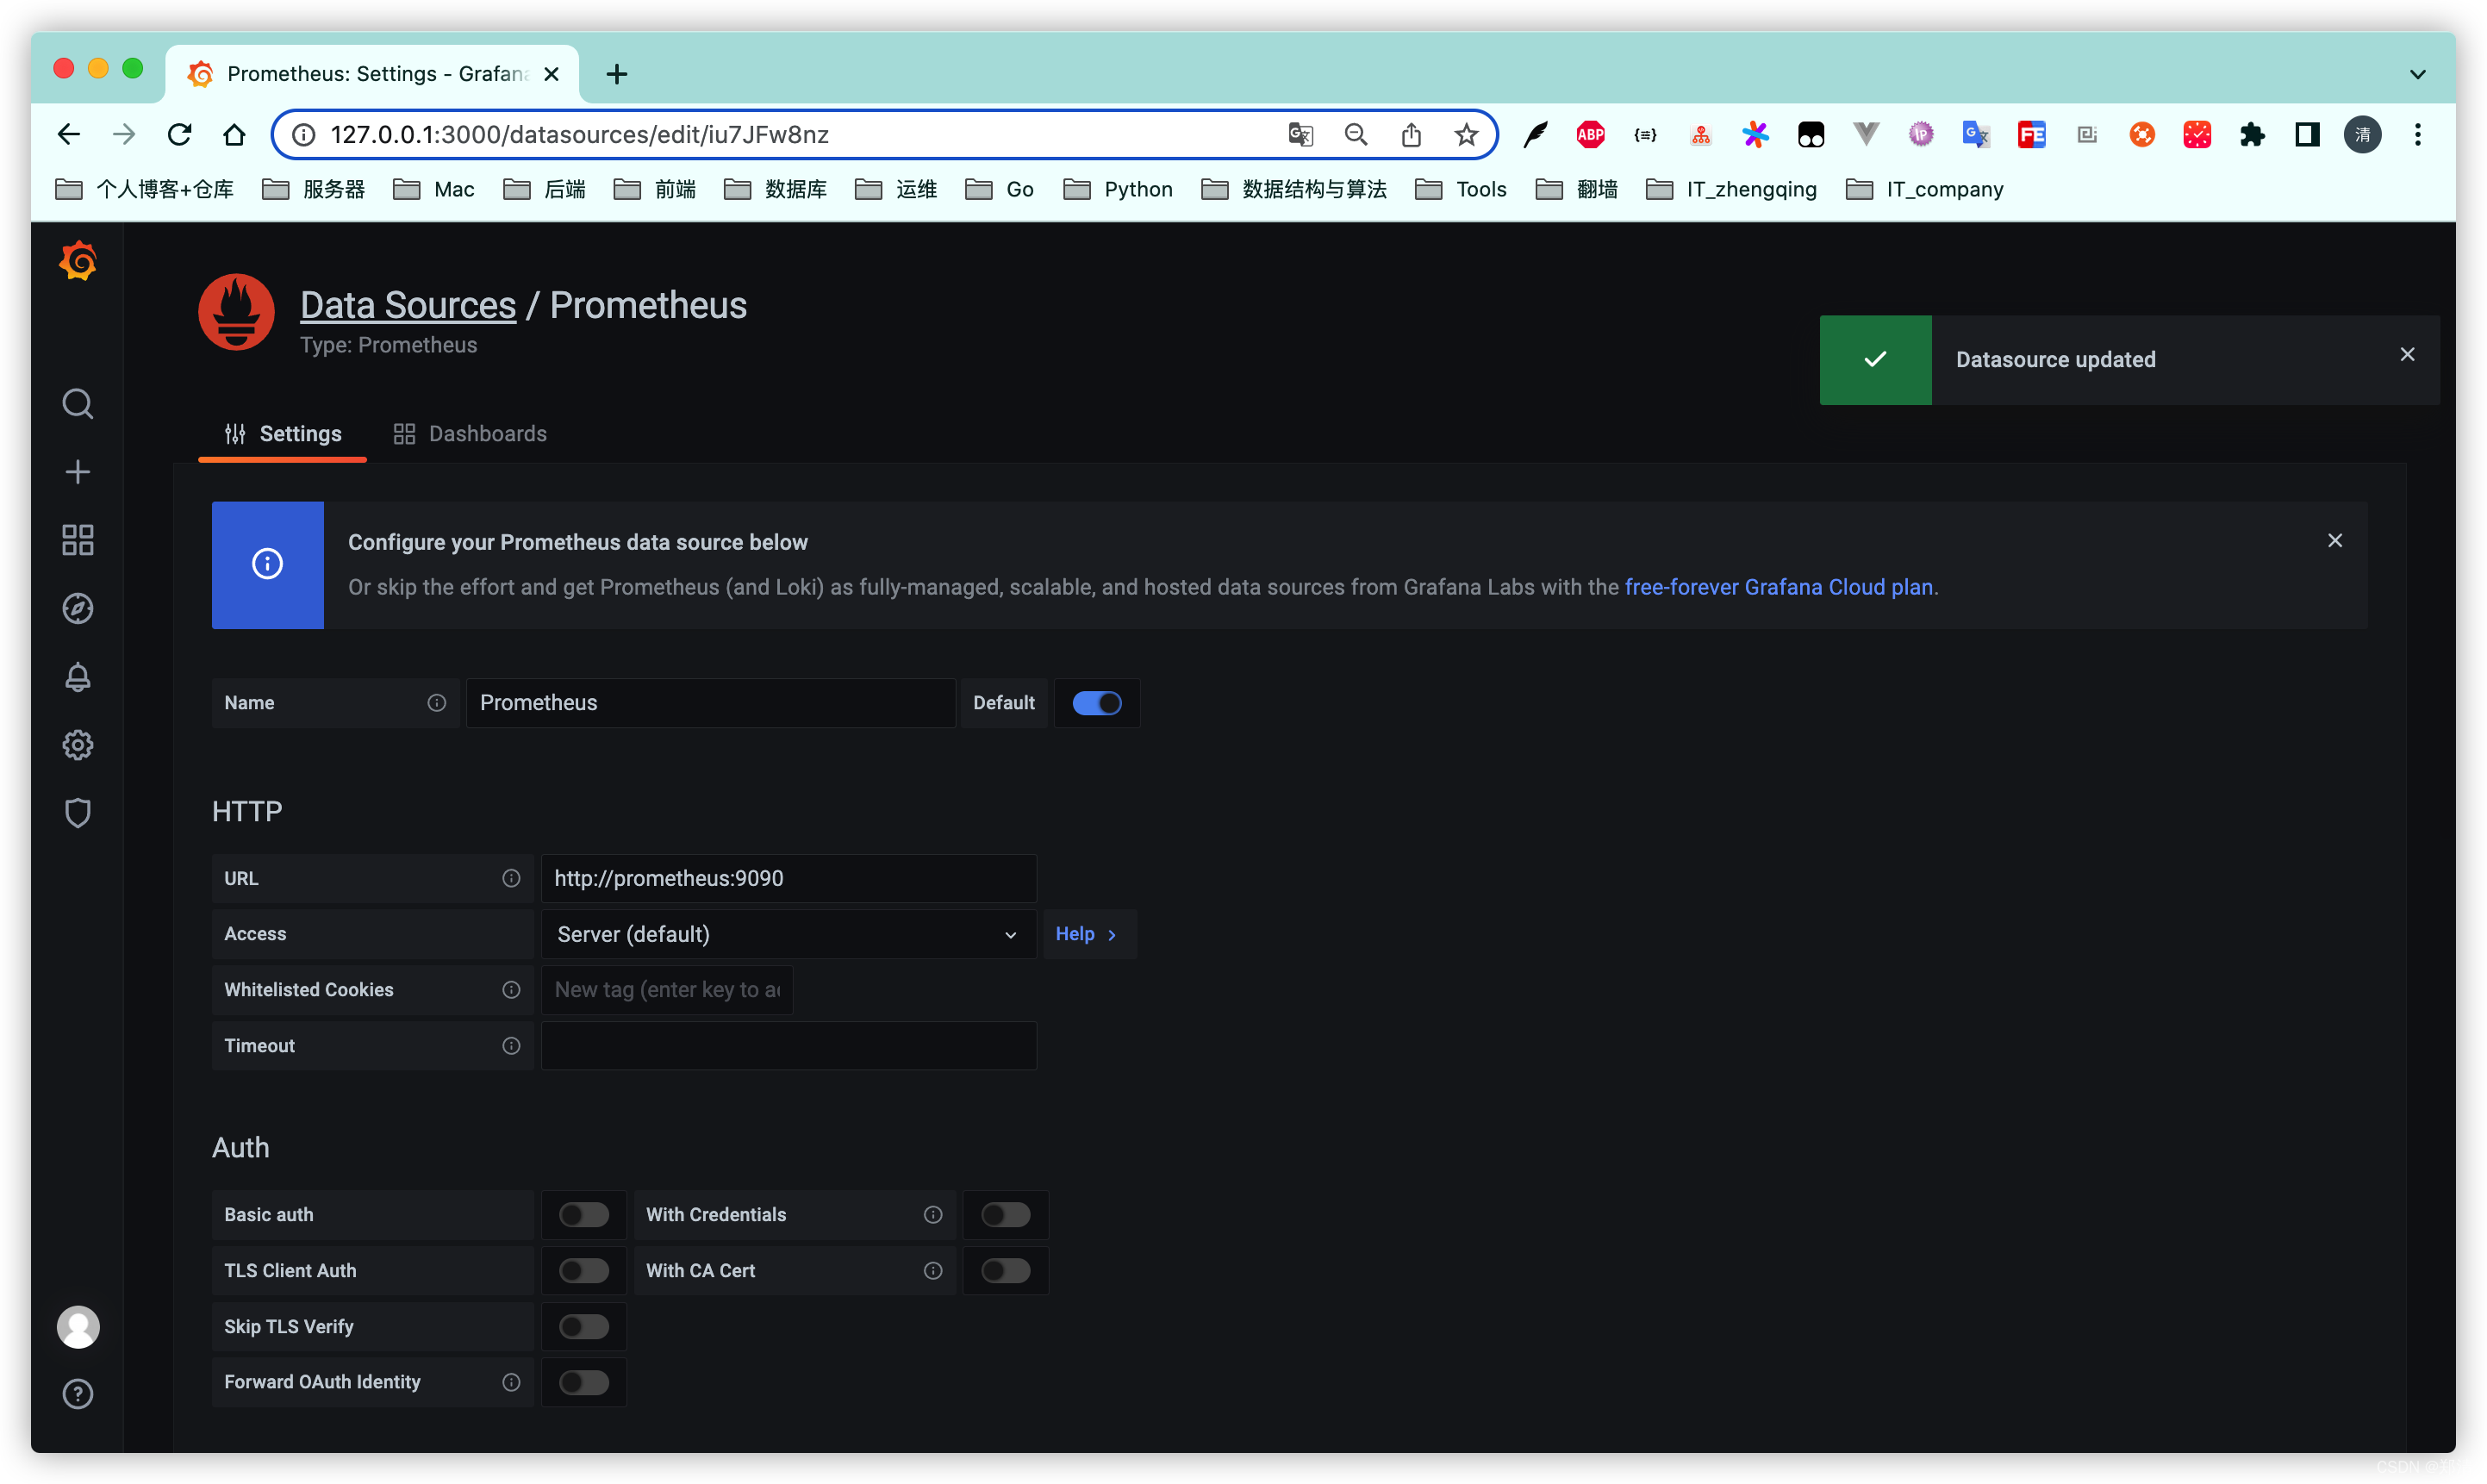 Prometheus: Settings - Grafana
127.0.0.1:3000/datasources/edit/iu7JFw8nz
ABP
清
个人博客+仓库 服务器 Mac 后端 前端 数据库 运维 Go Python 数据结构与算法 Tools 翻墙 IT_zhengqing IT_company
Data Sources / Prometheus
Type: Prometheus
Datasource updated
Settings Dashboards
Configure your Prometheus data source below
Or skip the effort and get Prometheus (and Loki) as fully-managed, scalable, and hosted data sources from Grafana Labs with the free-forever Grafana Cloud plan.
Name Prometheus Default
HTTP
URL http://prometheus:9090
Access Server (default) Help
Whitelisted Cookies New tag (enter key to a
Timeout
Auth
Basic auth With Credentials
TLS Client Auth With CA Cert
Skip TLS Verify
Forward OAuth Identity